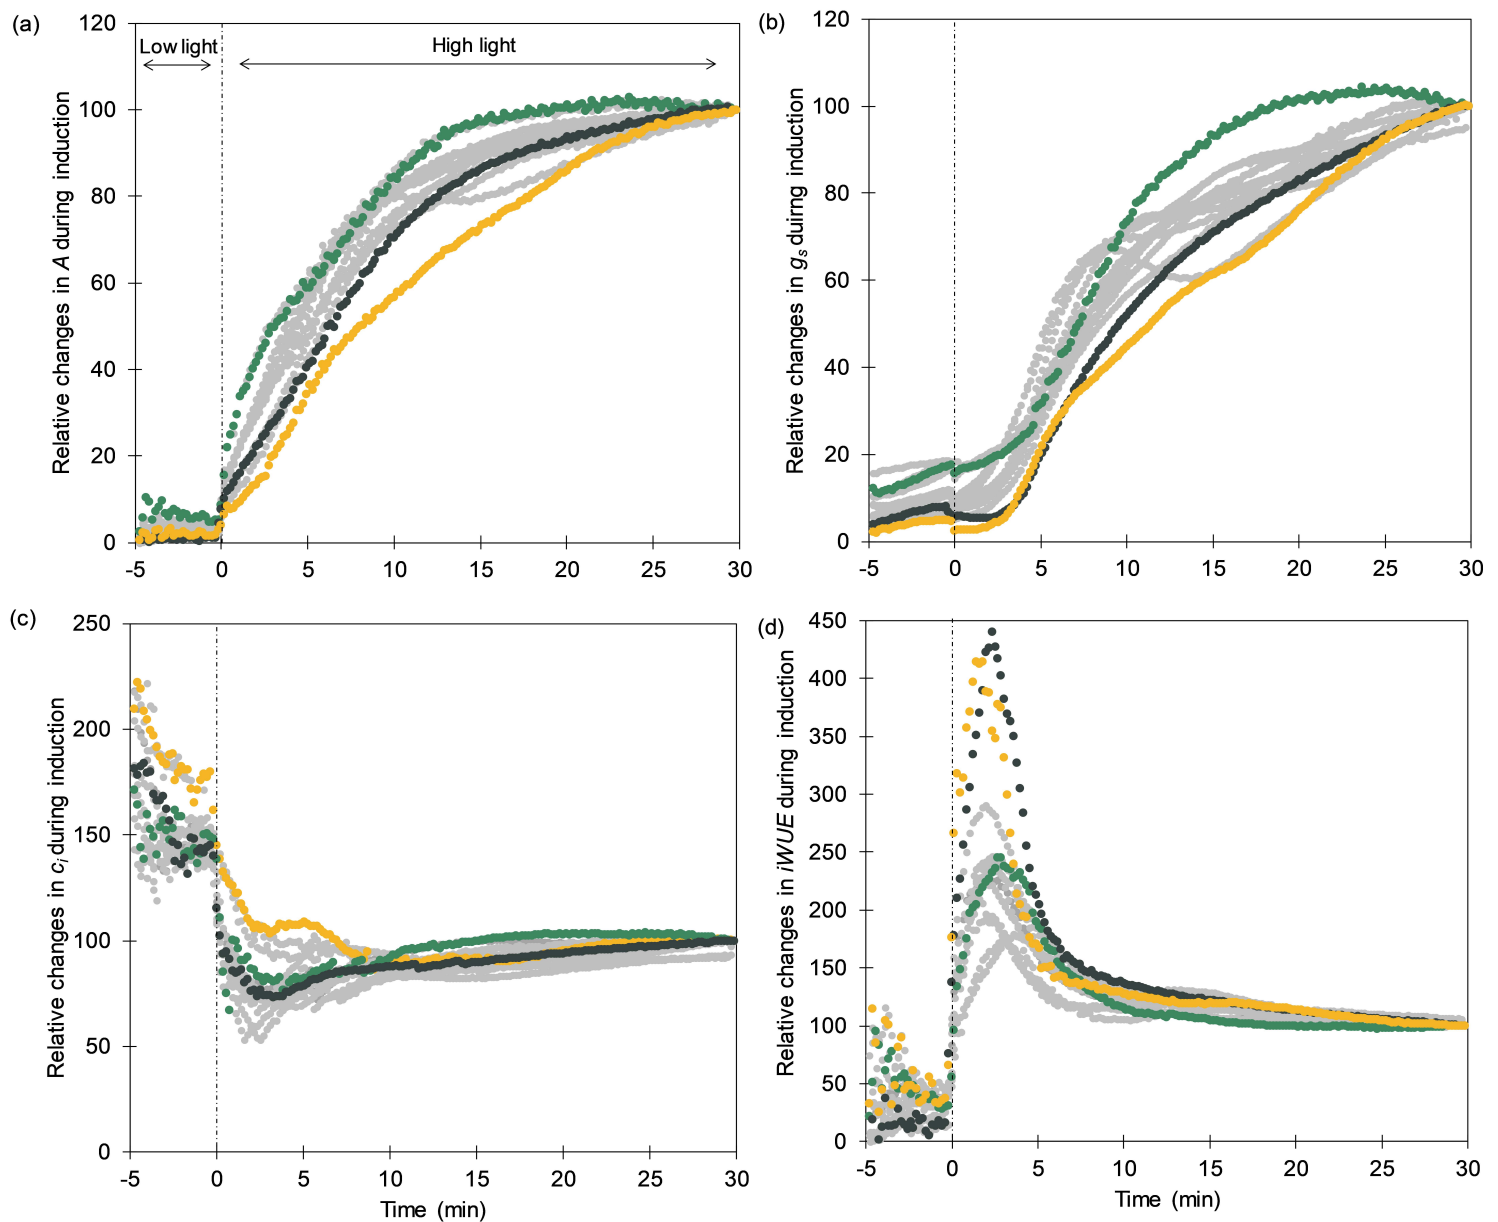 (a)
Relative changes in A during induction
120
100
80
60
40
20
0
Low light
High light
-5 0 5 10 15 20 25 30
(b)
Relative changes in gs duirng induction
120
100
80
60
40
20
0
-5 0 5 10 15 20 25 30
(c)
Relative changes in ci during induction
250
200
150
100
50
0
-5 0 5 10 15 20 25 30
Time (min)
(d)
Relative changes in iWUE during induction
450
400
350
300
250
200
150
100
50
0
-5 0 5 10 15 20 25 30
Time (min)